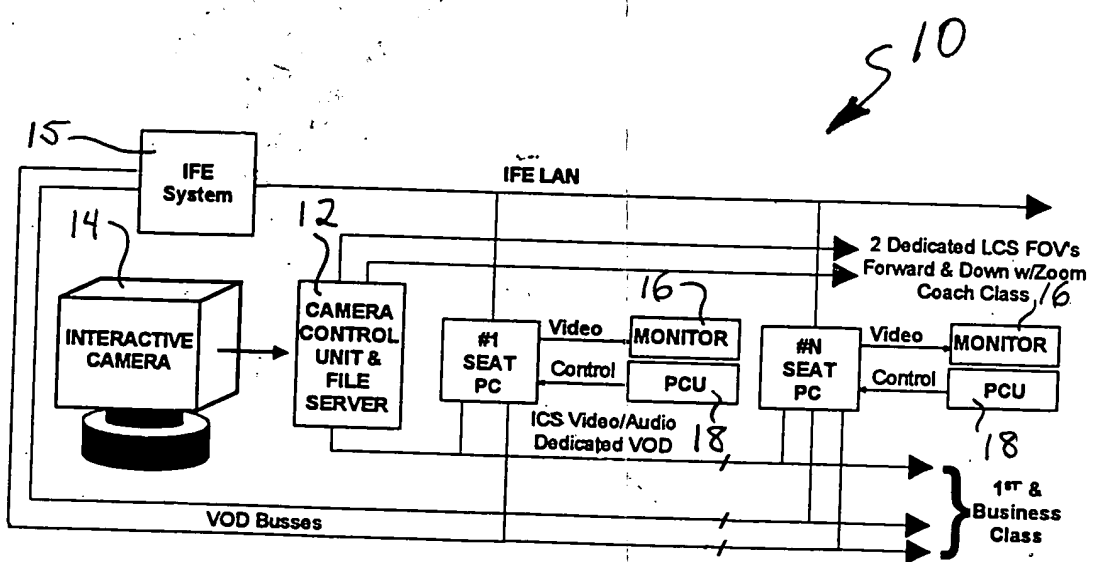 10
15
IFE
System
IFE LAN
14
12
2 Dedicated LCS FOV's
Forward & Down w/Zoom
Coach Class
16
16
INTERACTIVE
CAMERA
CAMERA
CONTROL
UNIT &
FILE
SERVER
#1
SEAT
PC
Video
MONITOR
Control
PCU
#N
SEAT
PC
Video
MONITOR
Control
PCU
ICS Video/Audio
Dedicated VOD
18
18
VOD Busses
}
1ST &
Business
Class